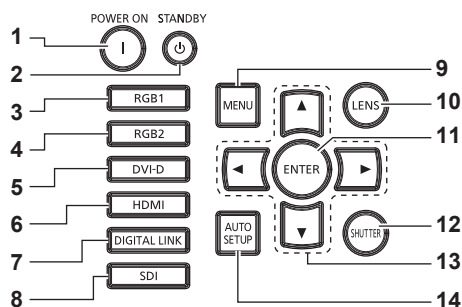 POWER ON STANDBY
1
2
3 RGB1
4 RGB2
5 DVI-D
6 HDMI
7 DIGITAL LINK
8 SDI
9 MENU
10 LENS
11 ENTER
12 SHUTTER
13
14 AUTO
SETUP